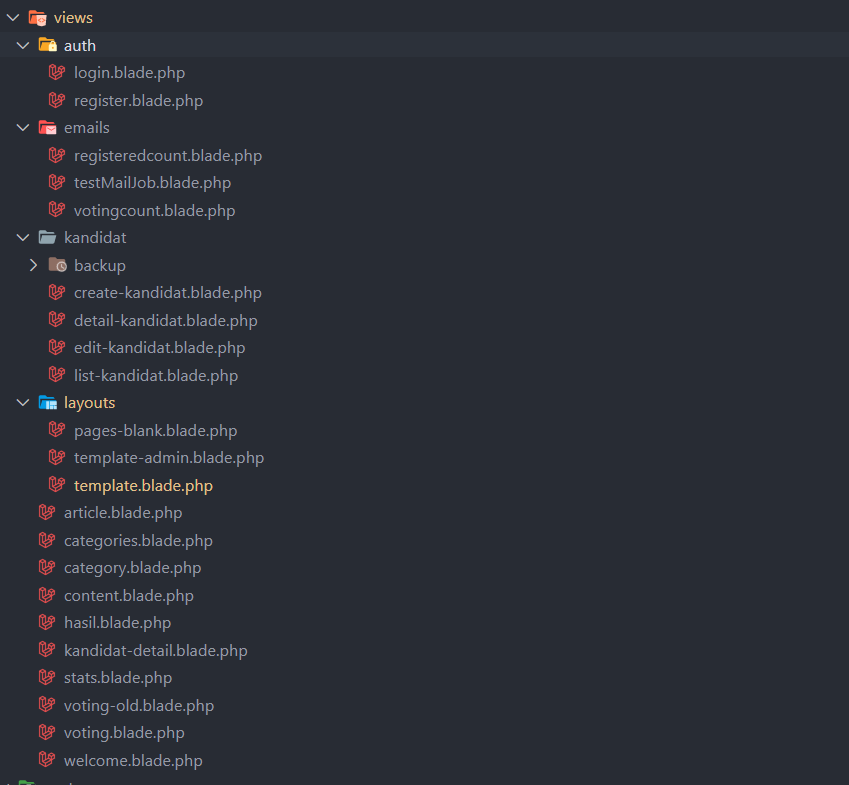 views
auth
login.blade.php
register.blade.php
emails
registeredcount.blade.php
testMailJob.blade.php
votingcount.blade.php
kandidat
backup
create-kandidat.blade.php
detail-kandidat.blade.php
edit-kandidat.blade.php
list-kandidat.blade.php
layouts
pages-blank.blade.php
template-admin.blade.php
template.blade.php
article.blade.php
categories.blade.php
category.blade.php
content.blade.php
hasil.blade.php
kandidat-detail.blade.php
stats.blade.php
voting-old.blade.php
voting.blade.php
welcome.blade.php